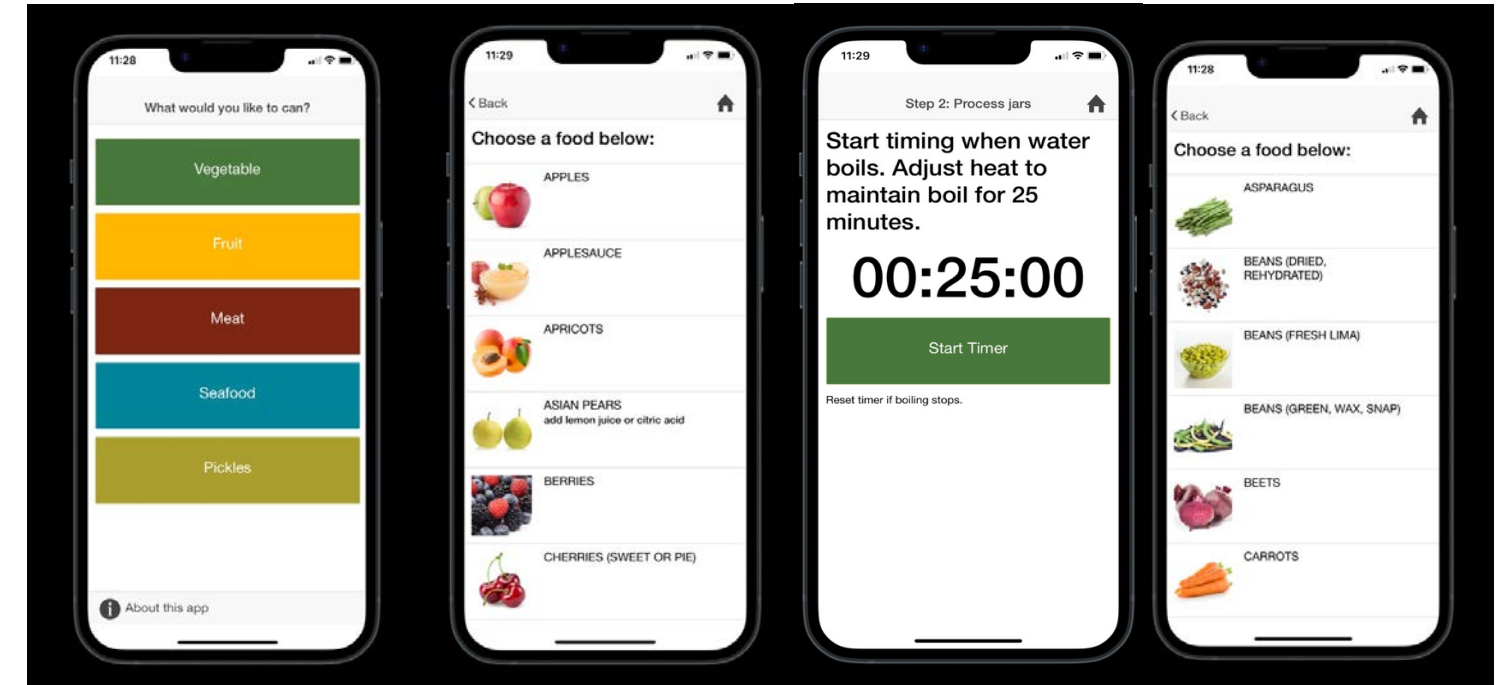 11:28
What would you like to can?
Vegetable
Fruit
Meat
Seafood
Pickles
About this app
11:29
Back
Choose a food below:
APPLES
APPLESAUCE
APRICOTS
ASIAN PEARS
add lemon juice or citric acid
BERRIES
CHERRIES (SWEET OR PIE)
11:29
Step 2: Process jars
Start timing when water
boils. Adjust heat to
maintain boil for 25
minutes.
00:25:00
Start Timer
Reset timer if boiling stops.
11:28
Back
Choose a food below:
ASPARAGUS
BEANS (DRIED,
REHYDRATED)
BEANS (FRESH LIMA)
BEANS (GREEN, WAX, SNAP)
BEETS
CARROTS